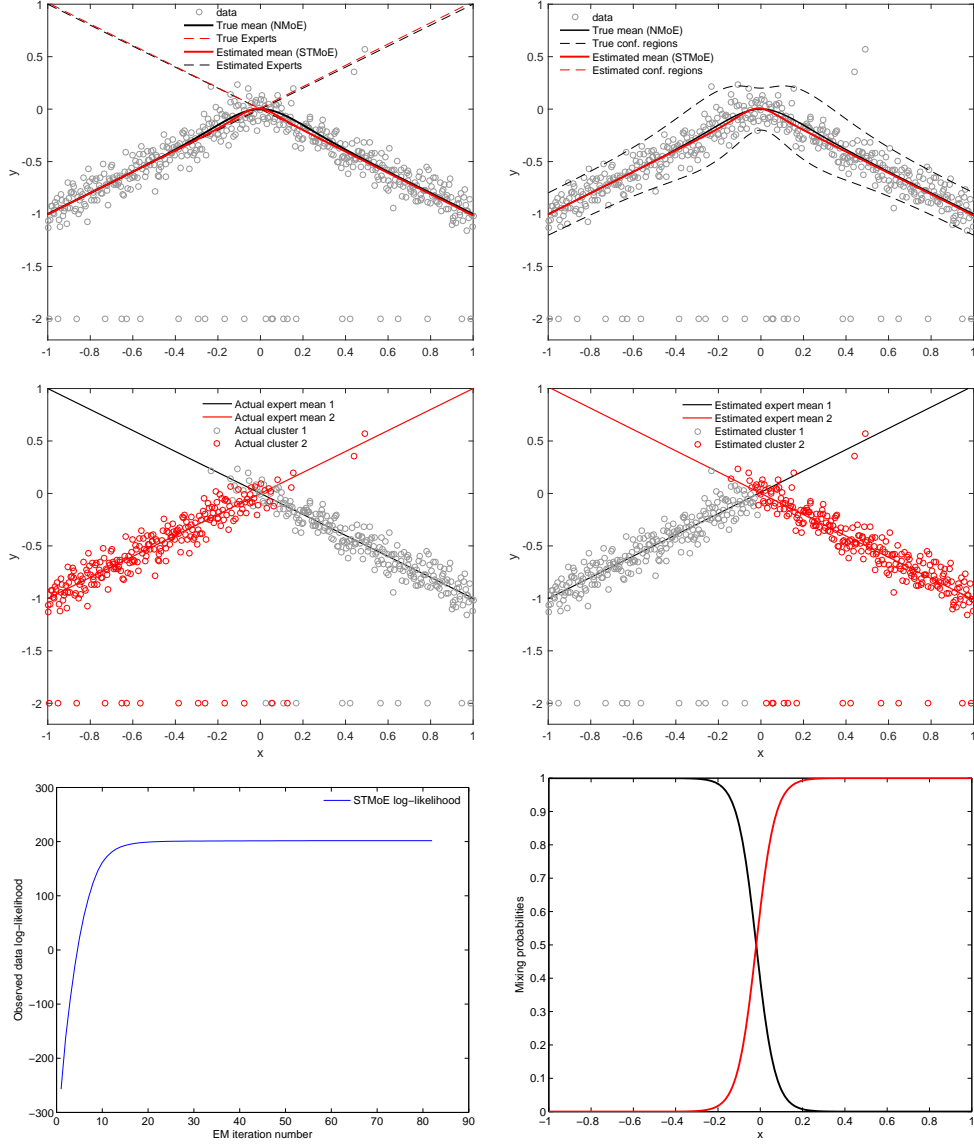 data
True mean (NMoE)
True Experts
Estimated mean (STMoE)
Estimated Experts
1
0.5
0
-0.5
-1
-1.5
-2
y
-1 -0.8 -0.6 -0.4 -0.2 0 0.2 0.4 0.6 0.8 1
x
data
True mean (NMoE)
True conf. regions
Estimated mean (STMoE)
Estimated conf. regions
1
0.5
0
-0.5
-1
-1.5
-2
y
-1 -0.8 -0.6 -0.4 -0.2 0 0.2 0.4 0.6 0.8 1
x
Actual expert mean 1
Actual expert mean 2
Actual cluster 1
Actual cluster 2
1
0.5
0
-0.5
-1
-1.5
-2
y
-1 -0.8 -0.6 -0.4 -0.2 0 0.2 0.4 0.6 0.8 1
x
Estimated expert mean 1
Estimated expert mean 2
Estimated cluster 1
Estimated cluster 2
1
0.5
0
-0.5
-1
-1.5
-2
y
-1 -0.8 -0.6 -0.4 -0.2 0 0.2 0.4 0.6 0.8 1
x
STMoE log−likelihood
300
200
100
0
−100
−200
−300
Observed data log−likelihood
0 10 20 30 40 50 60 70 80 90
EM iteration number
1
0.9
0.8
0.7
0.6
0.5
0.4
0.3
0.2
0.1
0
Mixing probabilities
−1 −0.8 −0.6 −0.4 −0.2 0 0.2 0.4 0.6 0.8 1
x